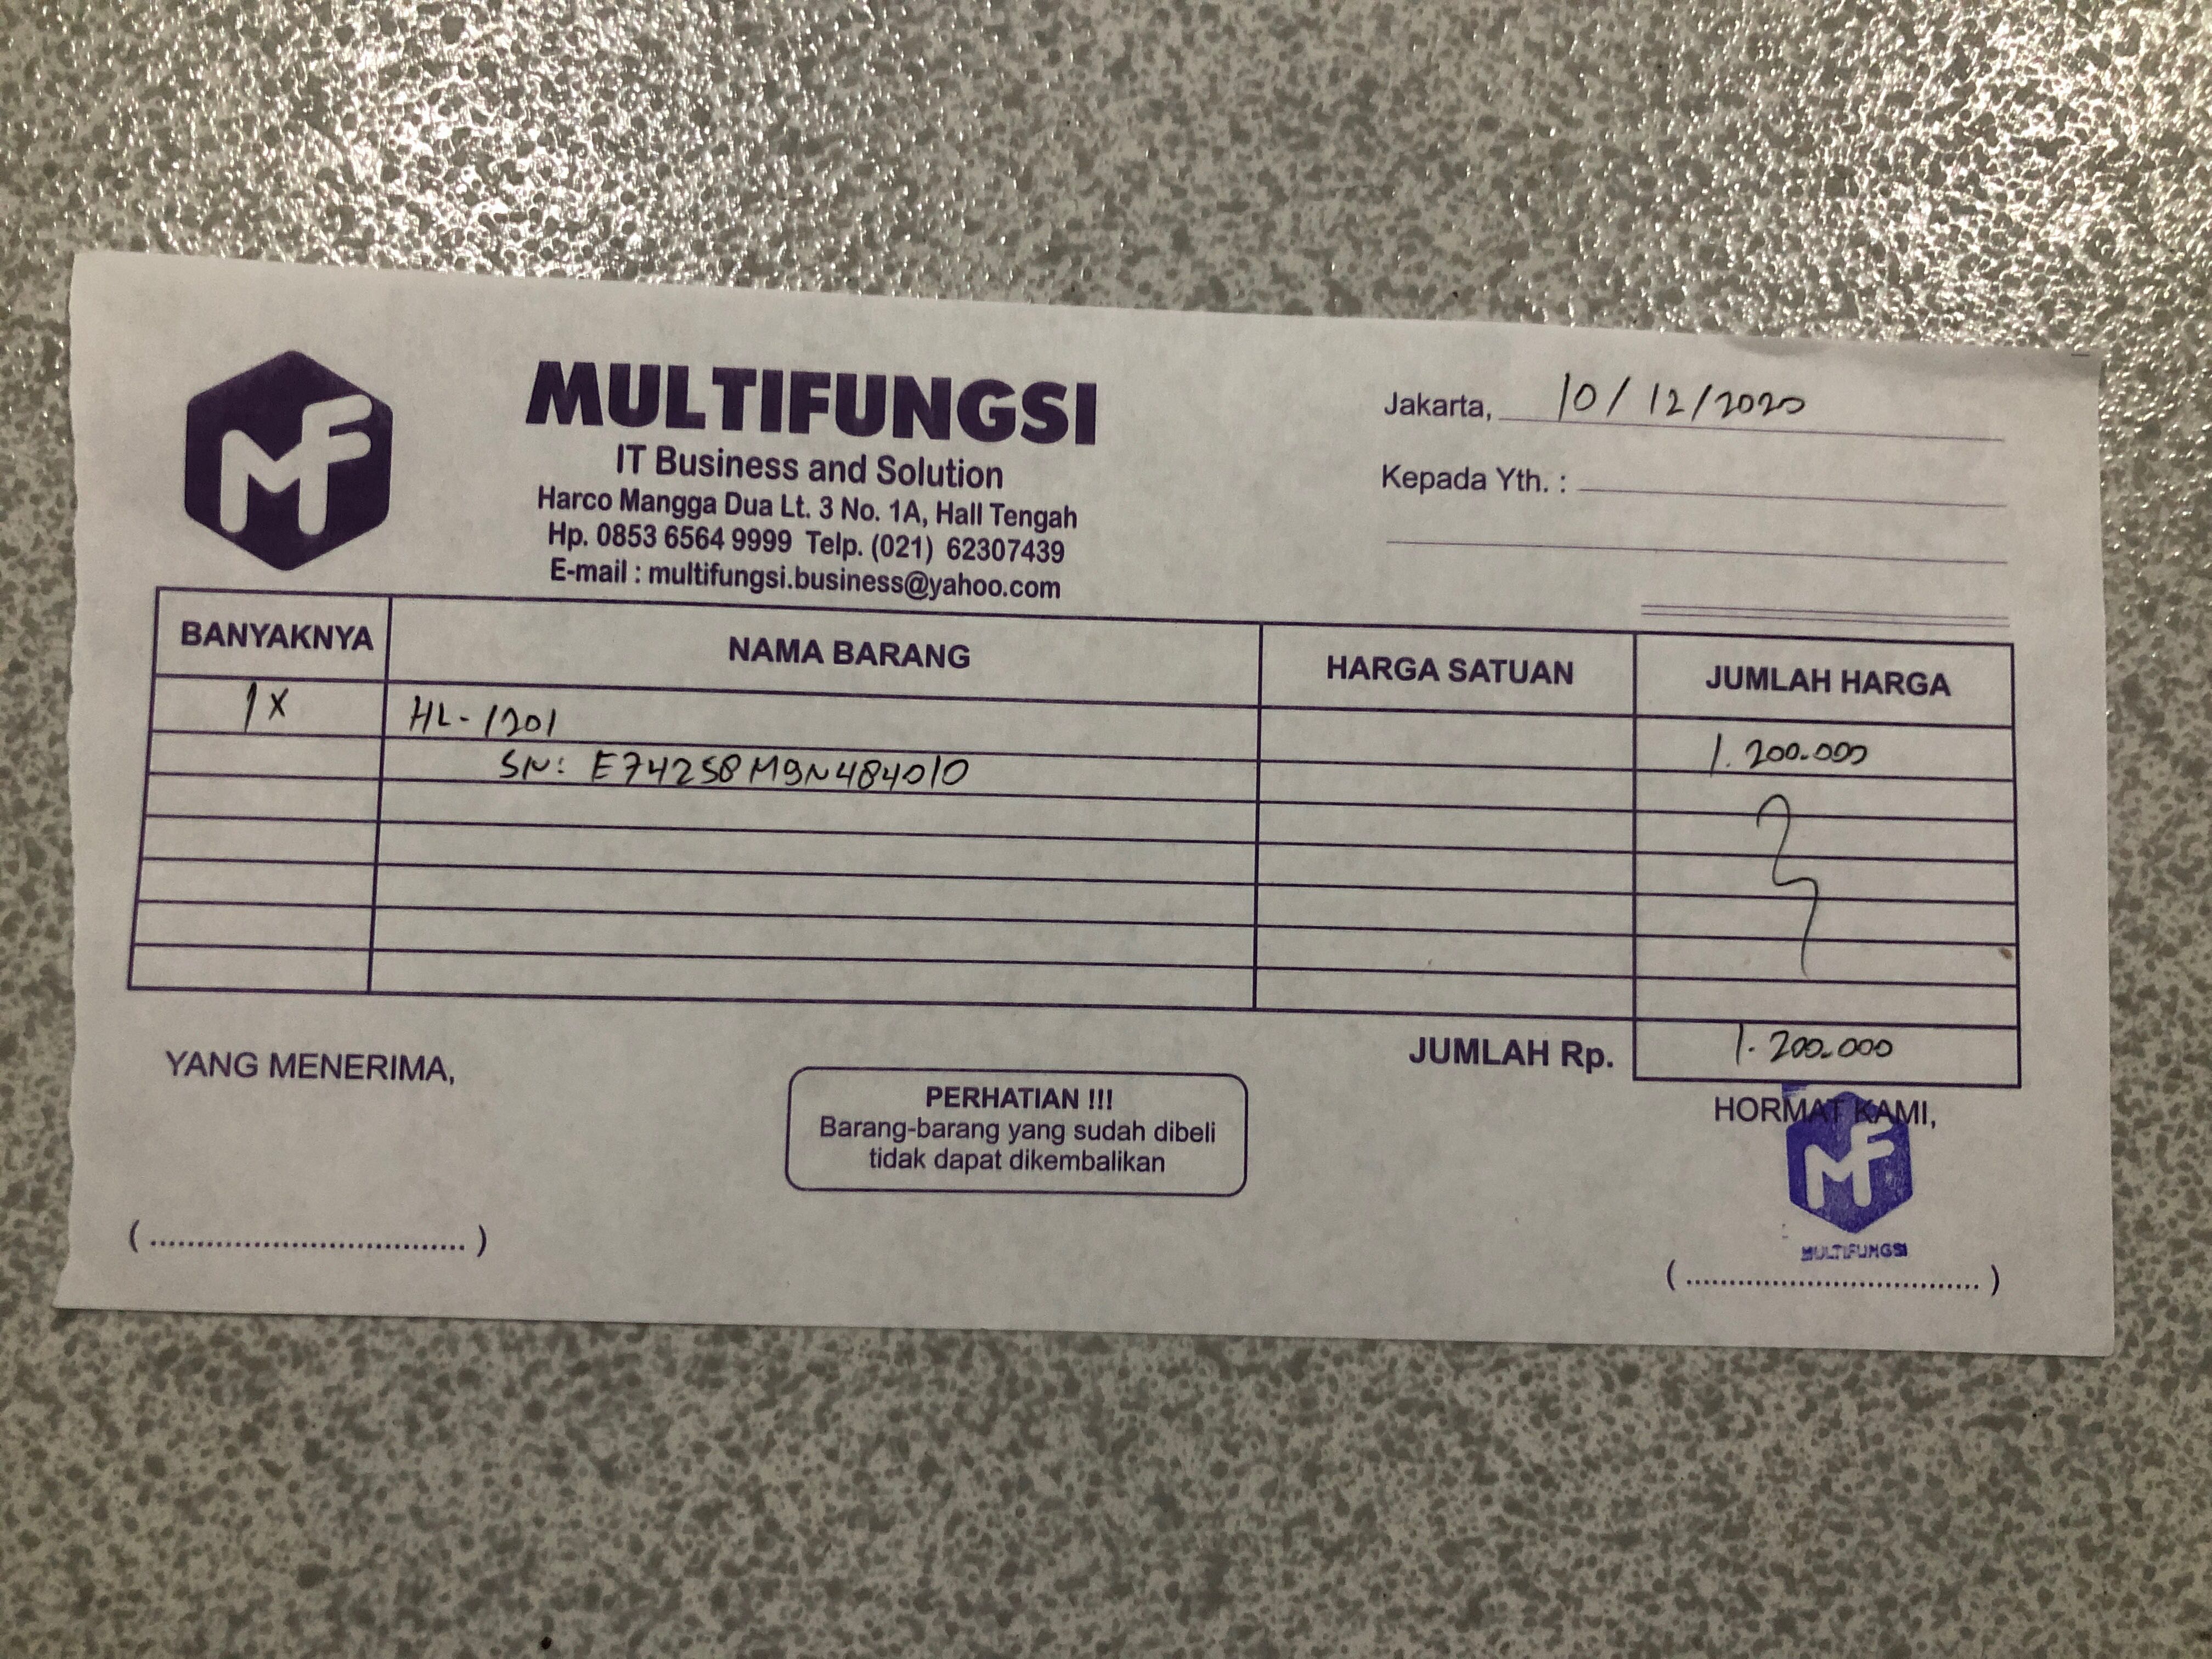 MF
MULTIFUNGSI
IT Business and Solution
Harco Mangga Dua Lt. 3 No. 1A, Hall Tengah
Hp. 0853 6564 9999 Telp. (021) 62307439
E-mail : multifungsi.business@yahoo.com
Jakarta, 10/12/2020
Kepada Yth. :
BANYAKNYA NAMA BARANG HARGA SATUAN JUMLAH HARGA
1X HL-1201 1.200.000
SN: E74258M9N484010
JUMLAH Rp. 1.200.000
YANG MENERIMA,
PERHATIAN !!!
Barang-barang yang sudah dibeli
tidak dapat dikembalikan
HORMAT KAMI,
MF
MULTIFUNGSI
(..................................)
(..................................)